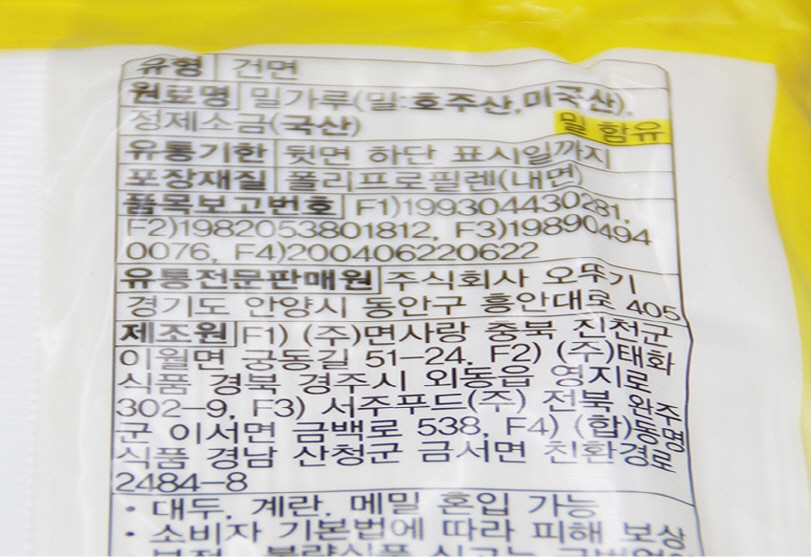 유형 건면
원료명 밀가루(밀:호주산,미국산),
정제소금(국산) 밀 함유
유통기한 뒷면 하단 표시일까지
포장재질 폴리프로필렌(내면)
품목보고번호 F1)199304430281,
F2)1982053801812, F3)19890494
0076, F4)200406220622
유통전문판매원 주식회사 오뚜기
경기도 안양시 동안구 흥안대로 405
제조원 F1) (주)면사랑 충북 진천군
이월면 궁동길 51-24, F2) (주)태화
식품 경북 경주시 외동읍 영지로
302-9, F3) 서주푸드(주) 전북 완주
군 이서면 금백로 538, F4) (합)동명
식품 경남 산청군 금서면 친환경로
2484-8
• 대두, 계란, 메밀 혼입 가능
• 소비자 기본법에 따라 피해 보상